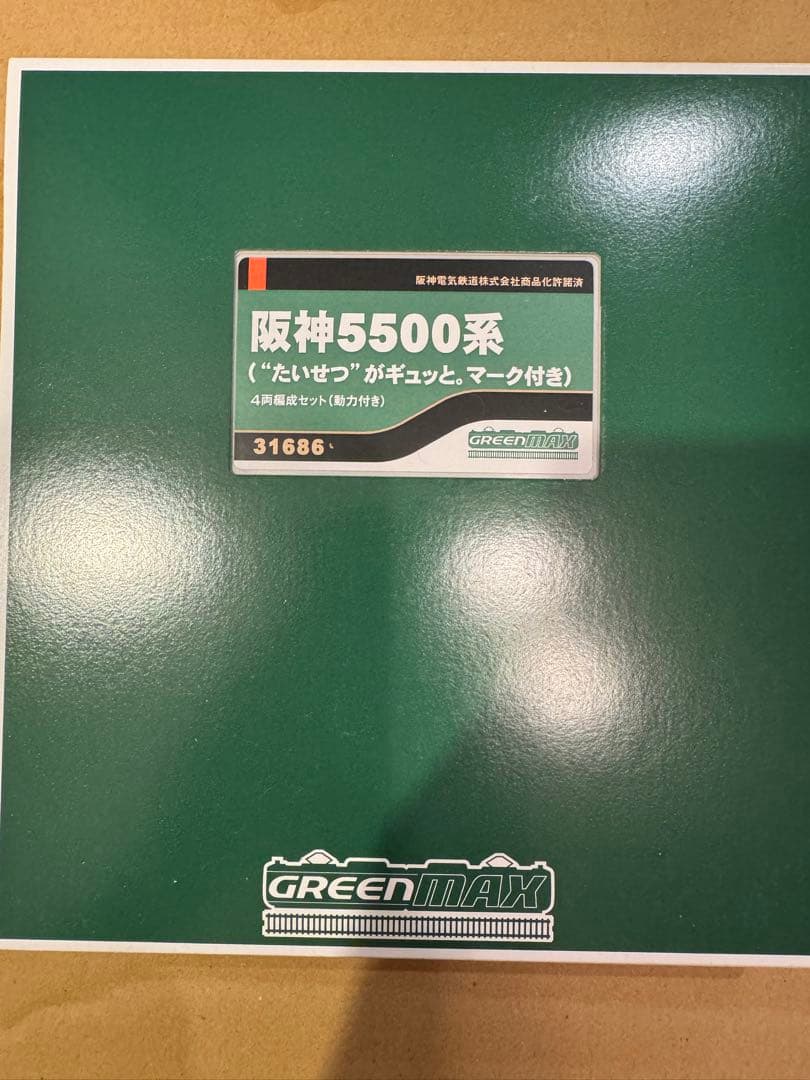 阪神電気鉄道株式会社商品化許諾済
阪神5500系
(“たいせつ”がギュッと。マーク付き)
4両編成セット(動力付き)
31686
GREENMAX
GREENMAX